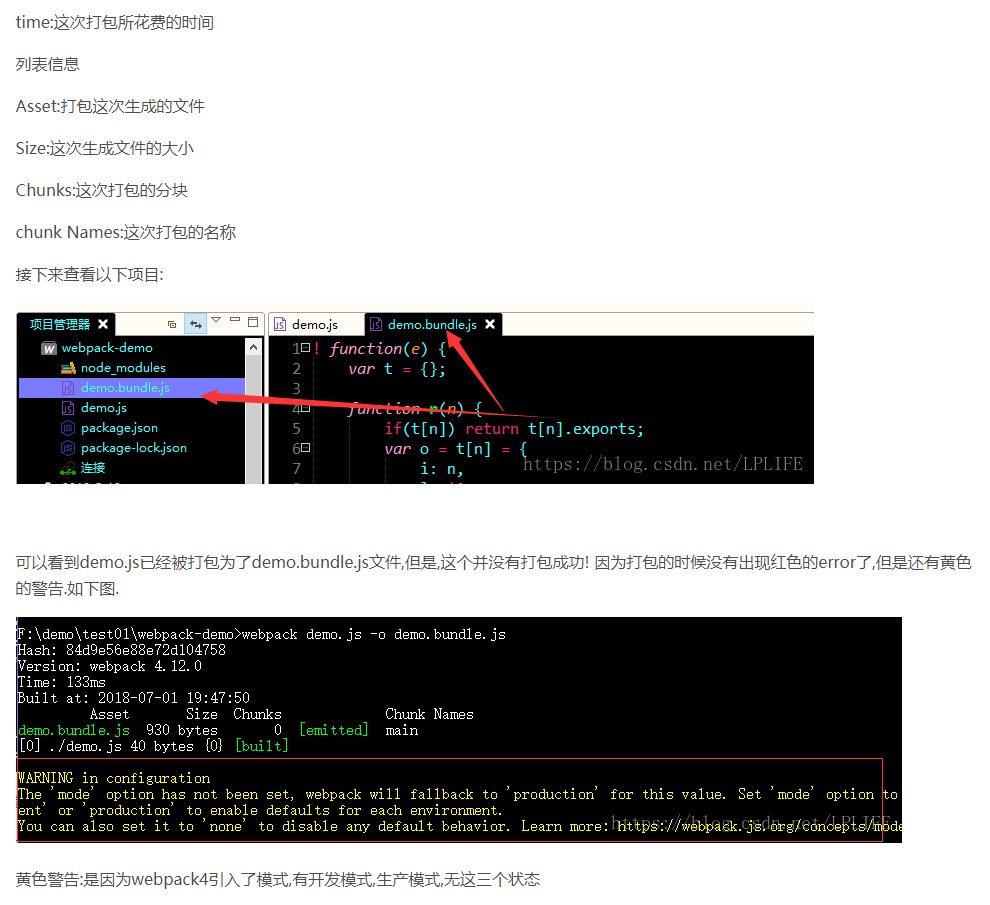 time:这次打包所花费的时间
列表信息
Asset:打包这次生成的文件
Size:这次生成文件的大小
Chunks:这次打包的分块
chunk Names:这次打包的名称
接下来查看以下项目:
项目管理器
webpack-demo
node_modules
demo.bundle.js
demo.js
package.json
package-lock.json
连接
demo.js demo.bundle.js
1 ! function(e) {
2 var t = {};
3
4 function r(n) {
5 if(t[n]) return t[n].exports;
6 var o = t[n] = {
7 i: n,
https://blog.csdn.net/LPLIFE
可以看到demo.js已经被打包为了demo.bundle.js文件,但是,这个并没有打包成功! 因为打包的时候没有出现红色的error了,但是还有黄色
的警告.如下图.
F:\demo\test01\webpack-demo>webpack demo.js -o demo.bundle.js
Hash: 84d9e56e88e72d104758
Version: webpack 4.12.0
Time: 133ms
Built at: 2018-07-01 19:47:50
Asset Size Chunks Chunk Names
demo.bundle.js 930 bytes 0 [emitted] main
[0] ./demo.js 40 bytes {0} [built]
WARNING in configuration
The 'mode' option has not been set, webpack will fallback to 'production' for this value. Set 'mode' option to
ent' or 'production' to enable defaults for each environment.
You can also set it to 'none' to disable any default behavior. Learn more: https://webpack.js.org/concepts/mode
https://blog.csdn.net/LPLIFE
黄色警告:是因为webpack4引入了模式,有开发模式,生产模式,无这三个状态